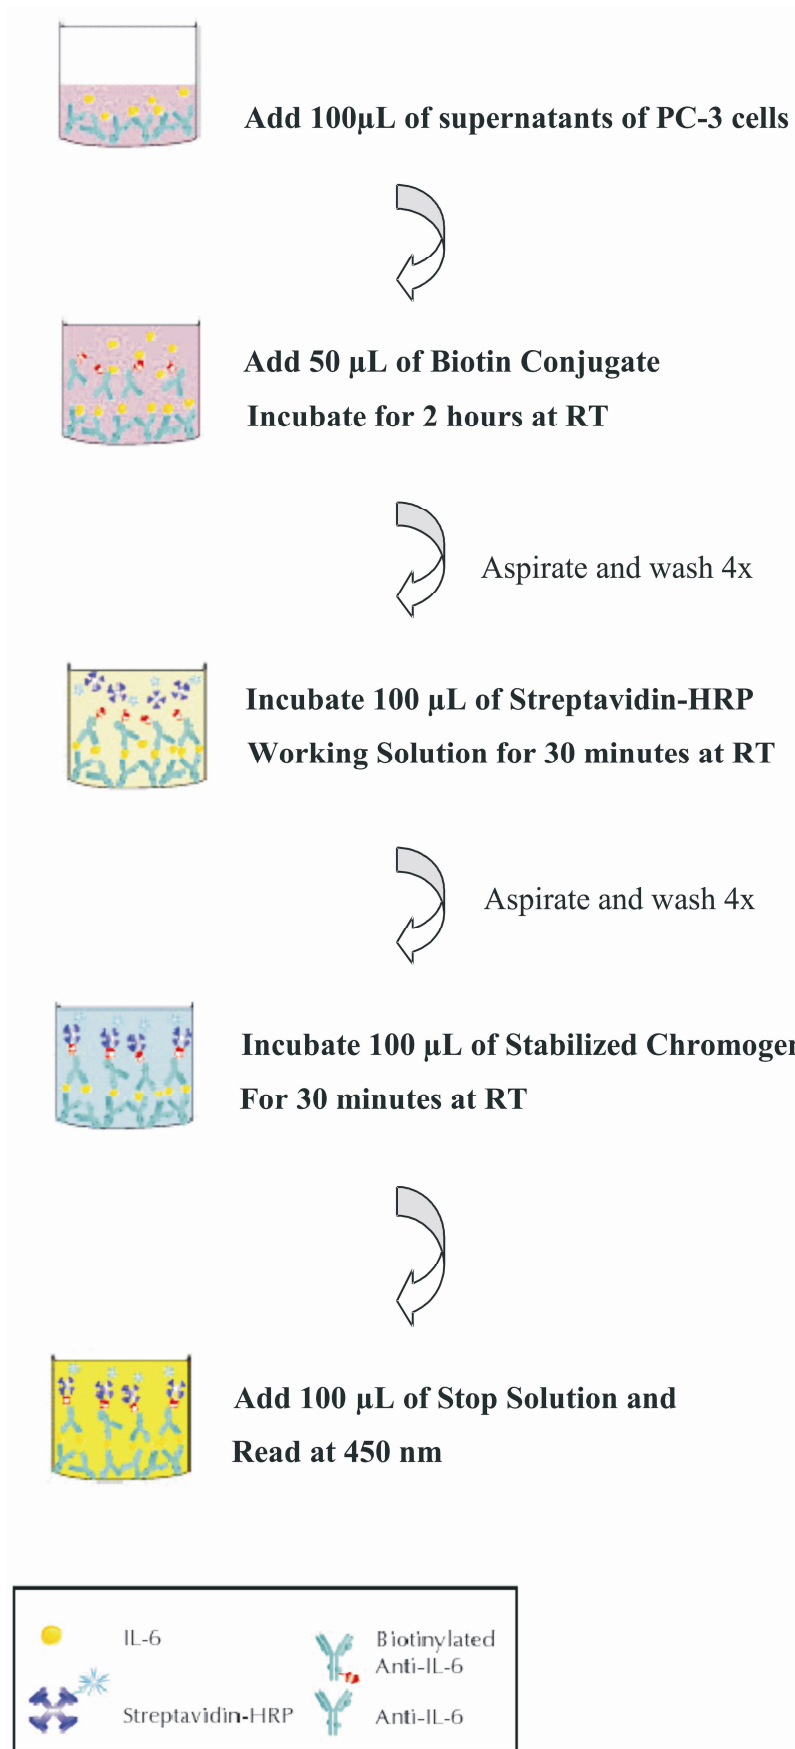 Add 100µL of supernatants of PC-3 cells
Add 50 µL of Biotin Conjugate
Incubate for 2 hours at RT
Aspirate and wash 4x
Incubate 100 µL of Streptavidin-HRP
Working Solution for 30 minutes at RT
Aspirate and wash 4x
Incubate 100 µL of Stabilized Chromogen
For 30 minutes at RT
Add 100 µL of Stop Solution and
Read at 450 nm
IL-6
Biotinylated
Anti-IL-6
Streptavidin-HRP
Anti-IL-6